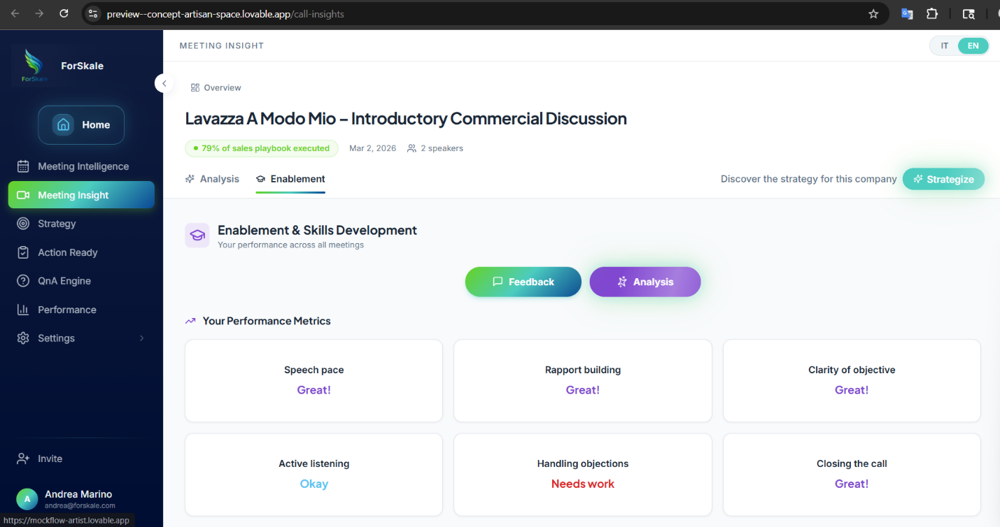 preview--concept-artisan-space.lovable.app/call-insights
ForSkale
ForSkale
Home
Meeting Intelligence
Meeting Insight
Strategy
Action Ready
QnA Engine
Performance
Settings
Invite
A
Andrea Marino
andrea@forskale.com
https://mockflow-artist.lovable.app
MEETING INSIGHT
IT EN
Overview
Lavazza A Modo Mio – Introductory Commercial Discussion
79% of sales playbook executed Mar 2, 2026 2 speakers
Analysis Enablement Discover the strategy for this company Strategize
Enablement & Skills Development
Your performance across all meetings
Feedback Analysis
Your Performance Metrics
Speech pace
Great!
Rapport building
Great!
Clarity of objective
Great!
Active listening
Okay
Handling objections
Needs work
Closing the call
Great!